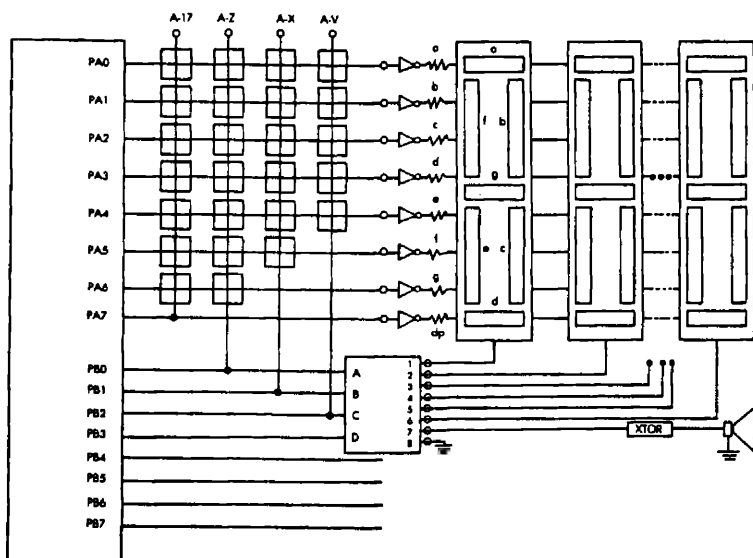 A-17 A-Z A-X A-V
PA0
PA1
PA2
PA3
PA4
PA5
PA6
PA7
PB0
PB1
PB2
PB3
PB4
PB5
PB6
PB7
a
b
c
d
e
f
g
dp
a
f b
g
e c
d
A
B
C
D
1
2
3
4
5
6
7
8
XTOR